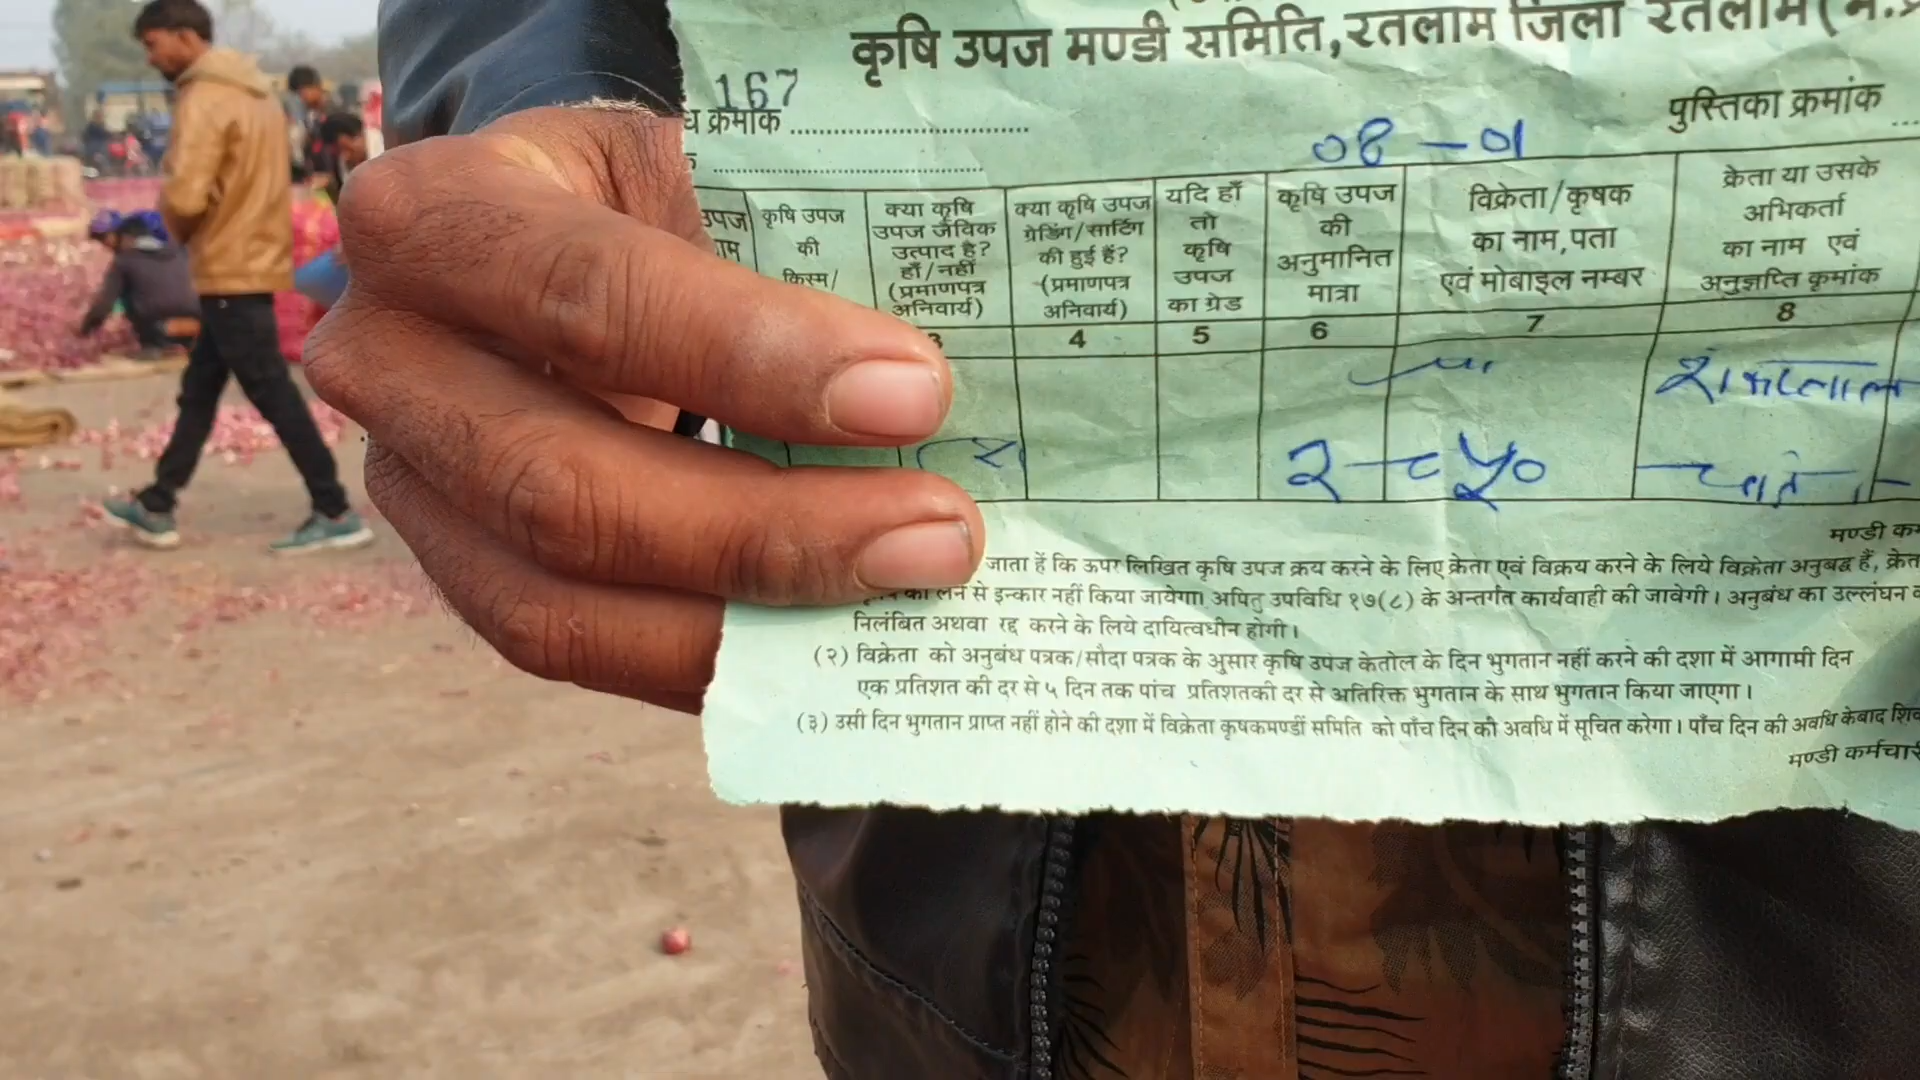 कृषि उपज मण्डी समिति,रतलाम जिला रतलाम
167
क्रमांक
पुस्तिका क्रमांक
08-01
उपज
कृषि उपज
की
किस्म/
क्या कृषि
उपज जैविक
उत्पाद है?
हाँ/नहीं
(प्रमाणपत्र
अनिवार्य)
क्या कृषि उपज
ग्रेडिंग/सार्टिग
की हुई हैं?
(प्रमाणपत्र
अनिवार्य)
यदि हाँ
तो
कृषि
उपज
का ग्रेड
कृषि उपज
की
अनुमानित
मात्रा
विक्रेता/कृषक
का नाम,पता
एवं मोबाइल नम्बर
क्रेता या उसके
अभिकर्ता
का नाम एवं
अनुज्ञप्ति कृमांक
3 4 5 6 7 8
शंकरलाल
मण्डी
जाता हें कि ऊपर लिखित कृषि उपज क्रय करने के लिए क्रेता एवं विक्रय करने के लिये विक्रेता अनुबद्ध हैं,
से इन्कार नहीं किया जायेगा। अपितु उपविधि १७(८) के अन्तर्गत कार्यवाही की जावेगी। अनुबंध का उल्लंघन
निलंबित अथवा रद्द करने के लिये दायित्वधीन होगी।
(२) विक्रेता को अनुबंध पत्रक/सौदा पत्रक के अुसार कृषि उपज केतोल के दिन भुगतान नहीं करने की दशा में आगामी दिन
एक प्रतिशत की दर से ५ दिन तक पांच प्रतिशतकी दर से अतिरिक्त भुगतान के साथ भुगतान किया जाएगा।
(३) उसी दिन भुगतान प्राप्त नहीं होने की दशा में विक्रेता कृषकमण्डीं समिति को पाँच दिन की अवधि में सूचित करेगा। पाँच दिन की अवधि केबाद
मण्डी